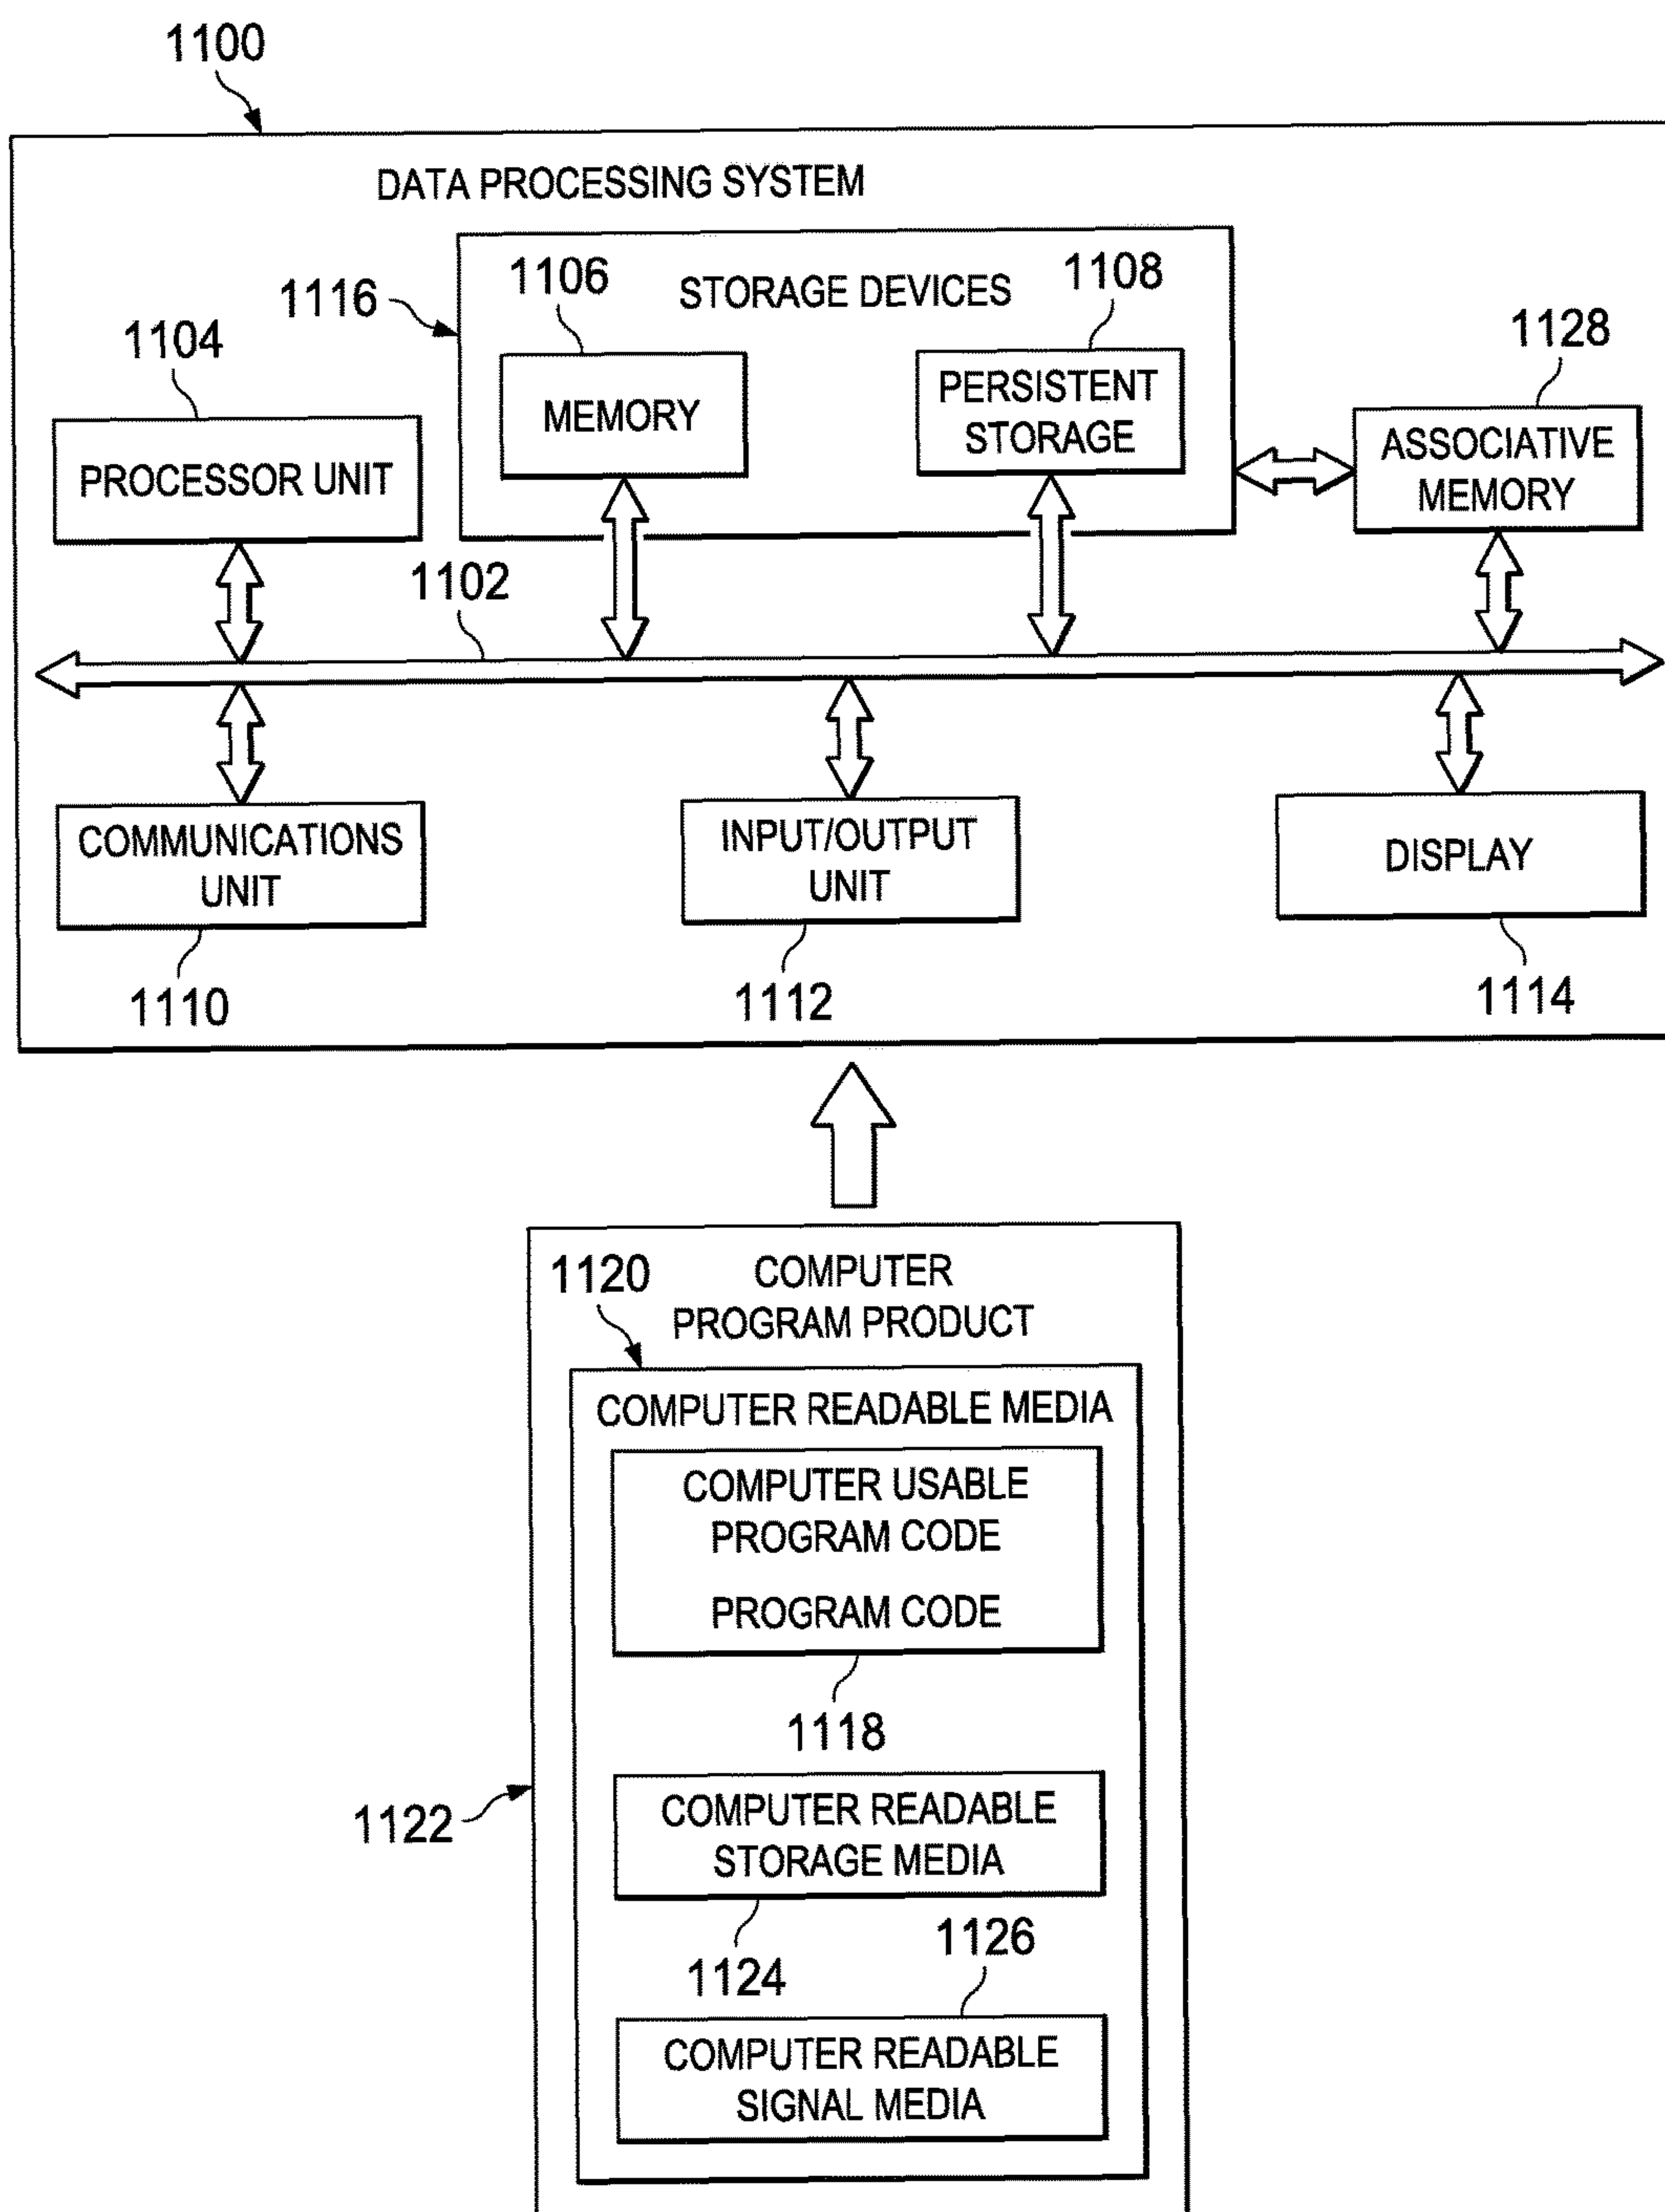 1100
DATA PROCESSING SYSTEM
1116
1106
STORAGE DEVICES
1108
1104
1128
MEMORY
PERSISTENT
STORAGE
PROCESSOR UNIT
ASSOCIATIVE
MEMORY
1102
COMMUNICATIONS
UNIT
INPUT/OUTPUT
UNIT
DISPLAY
1110
1112
1114
1120
COMPUTER
PROGRAM PRODUCT
COMPUTER READABLE MEDIA
COMPUTER USABLE
PROGRAM CODE
PROGRAM CODE
1118
1122
COMPUTER READABLE
STORAGE MEDIA
1124
1126
COMPUTER READABLE
SIGNAL MEDIA